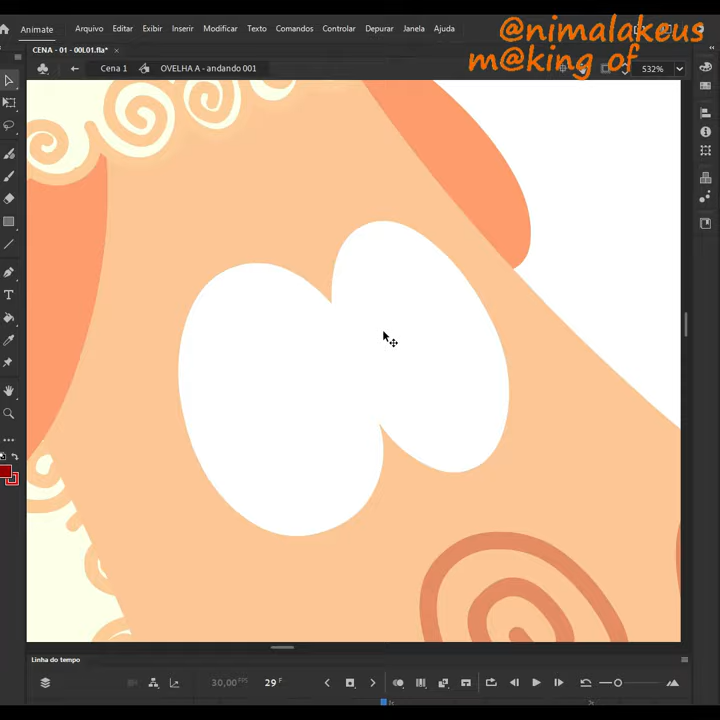 @nimalakeus
m@king of
Animate
Arquivo
Editar
Exibir
Inserir
Modificar
Texto
Comandos
Controlar
Depurar
Janela
Ajuda
CENA - 01 - 00L01.fla* ×
Cena 1
OVELHA A - andando 001
532%
Linha do tempo
30,00 FPS
29 F